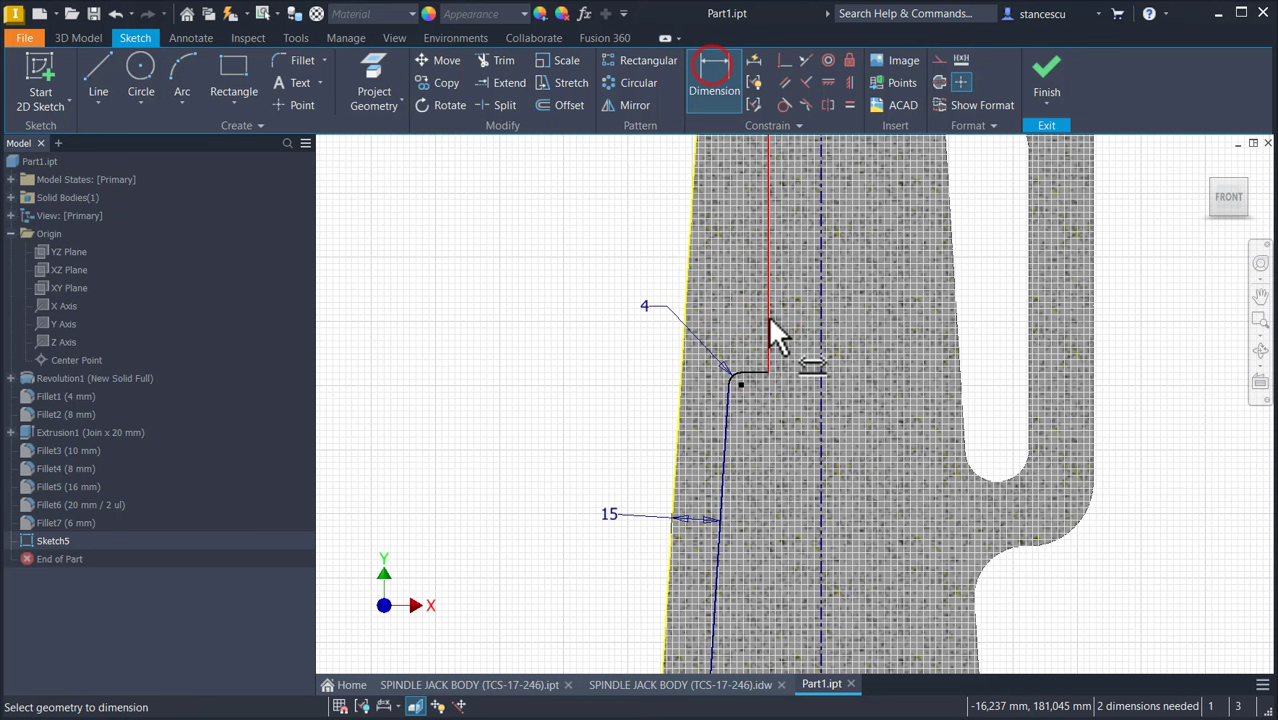 Material
Appearance
Part1.ipt
Search Help & Commands...
stancescu
File
3D Model
Sketch
Annotate
Inspect
Tools
Manage
View
Environments
Collaborate
Fusion 360
Start
2D Sketch
Line
Circle
Arc
Rectangle
Fillet
Text
Point
Project
Geometry
Move
Copy
Rotate
Trim
Extend
Split
Scale
Stretch
Offset
Rectangular
Circular
Mirror
Dimension
Image
Points
ACAD
Show Format
Finish
Sketch
Create
Modify
Pattern
Constrain
Insert
Format
Exit
Model
Part1.ipt
Model States: [Primary]
Solid Bodies(1)
View: [Primary]
Origin
YZ Plane
XZ Plane
XY Plane
X Axis
Y Axis
Z Axis
Center Point
Revolution1 (New Solid Full)
Fillet1 (4 mm)
Fillet2 (8 mm)
Extrusion1 (Join x 20 mm)
Fillet3 (10 mm)
Fillet4 (8 mm)
Fillet5 (16 mm)
Fillet6 (20 mm / 2 ul)
Fillet7 (6 mm)
Sketch5
End of Part
FRONT
4
15
Y
X
Home
SPINDLE JACK BODY (TCS-17-246).ipt
SPINDLE JACK BODY (TCS-17-246).idw
Part1.ipt
Select geometry to dimension
-16,237 mm, 181,045 mm
2 dimensions needed
1
3